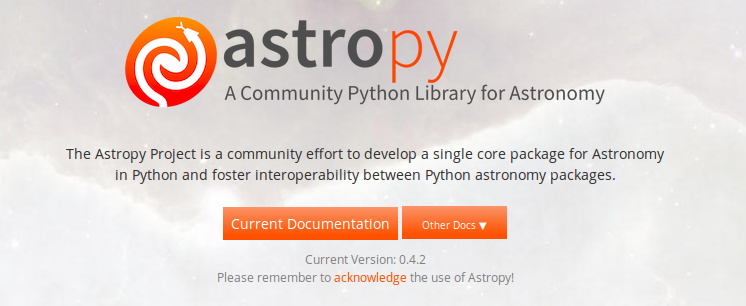 astropy
A Community Python Library for Astronomy
The Astropy Project is a community effort to develop a single core package for Astronomy
in Python and foster interoperability between Python astronomy packages.
Current Documentation
Other Docs ▼
Current Version: 0.4.2
Please remember to acknowledge the use of Astropy!